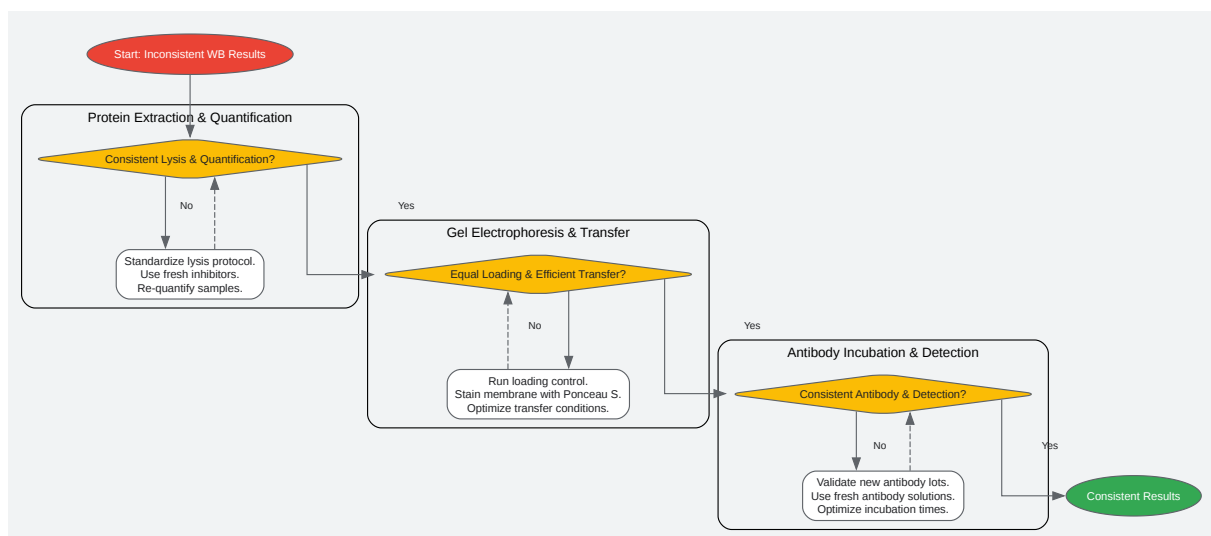 Start: Inconsistent WB Results
Protein Extraction & Quantification
Consistent Lysis & Quantification?
No
Standardize lysis protocol.
Use fresh inhibitors.
Re-quantify samples.
Yes
Gel Electrophoresis & Transfer
Equal Loading & Efficient Transfer?
No
Run loading control.
Stain membrane with Ponceau S.
Optimize transfer conditions.
Yes
Antibody Incubation & Detection
Consistent Antibody & Detection?
No
Validate new antibody lots.
Use fresh antibody solutions.
Optimize incubation times.
Yes
Consistent Results